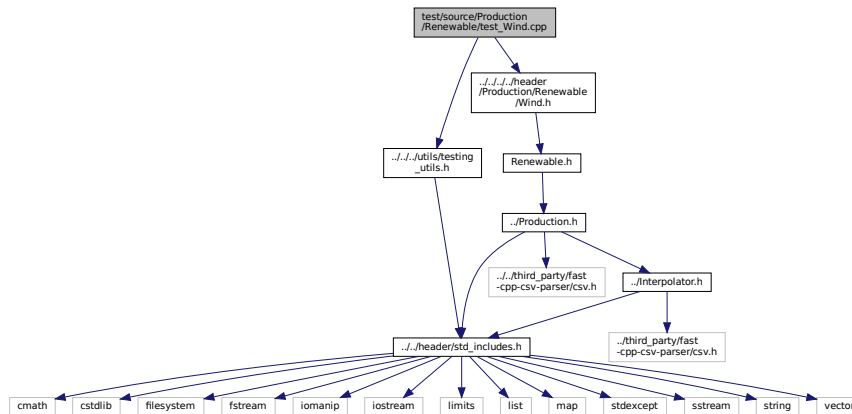 test/source/Production
/Renewable/test_Wind.cpp
../../../../header
/Production/Renewable
/Wind.h
../../../utils/testing
_utils.h
Renewable.h
../Production.h
../../third_party/fast
-cpp-csv-parser/csv.h
../Interpolator.h
../third_party/fast
-cpp-csv-parser/csv.h
../../header/std_includes.h
cmath
cstdlib
filesystem
fstream
iomanip
iostream
limits
list
map
stdexcept
sstream
string
vector